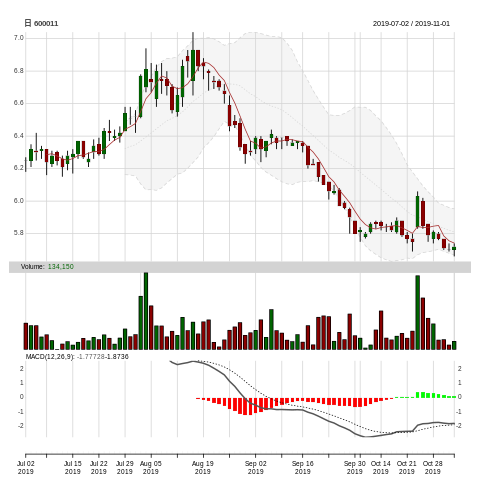 日 600011
2019-07-02 / 2019-11-01
7.0
6.8
6.6
6.4
6.2
5.8
Volume: 134,150
MACD(12,26,9): -1.77728-1.8736
2 2
1 1
0 0
-1 -1
-2 -2
Jul 02 Jul 15 Jul 22 Jul 29 Aug 05 Aug 19 Sep 02 Sep 16 Sep 30 Oct 14 Oct 21 Oct 28
2019 2019 2019 2019 2019 2019 2019 2019 2019 2019 2019 2019